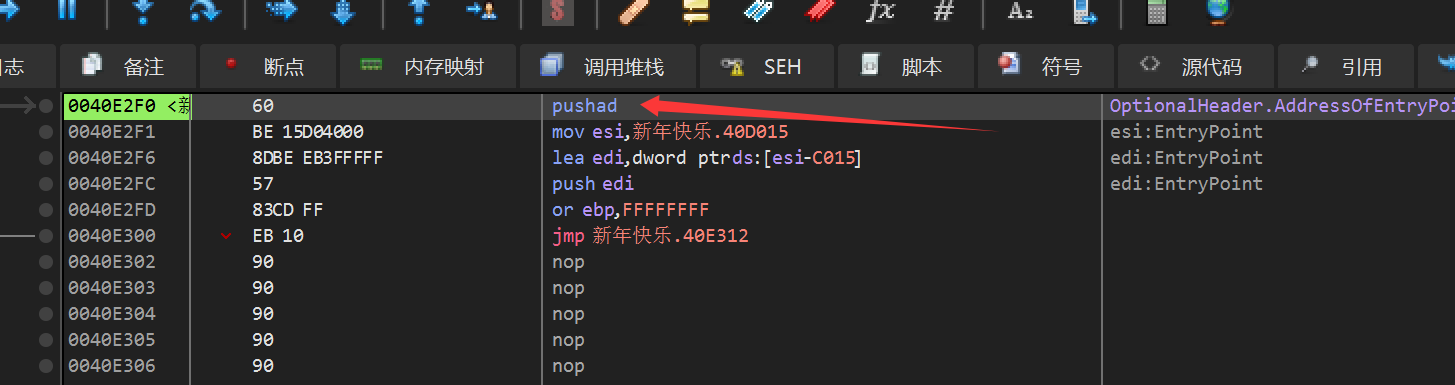 $ fx # A₂
志 备注 断点 内存映射 调用堆栈 SEH 脚本 符号 源代码 引用
0040E2F0 <新 60 pushad OptionalHeader.AddressOfEntryPoi
0040E2F1 BE 15D04000 mov esi,新年快乐.40D015 esi:EntryPoint
0040E2F6 8DBE EB3FFFFF lea edi,dword ptr ds:[esi-C015] edi:EntryPoint
0040E2FC 57 push edi edi:EntryPoint
0040E2FD 83CD FF or ebp,FFFFFFFF
0040E300 EB 10 jmp 新年快乐.40E312
0040E302 90 nop
0040E303 90 nop
0040E304 90 nop
0040E305 90 nop
0040E306 90 nop